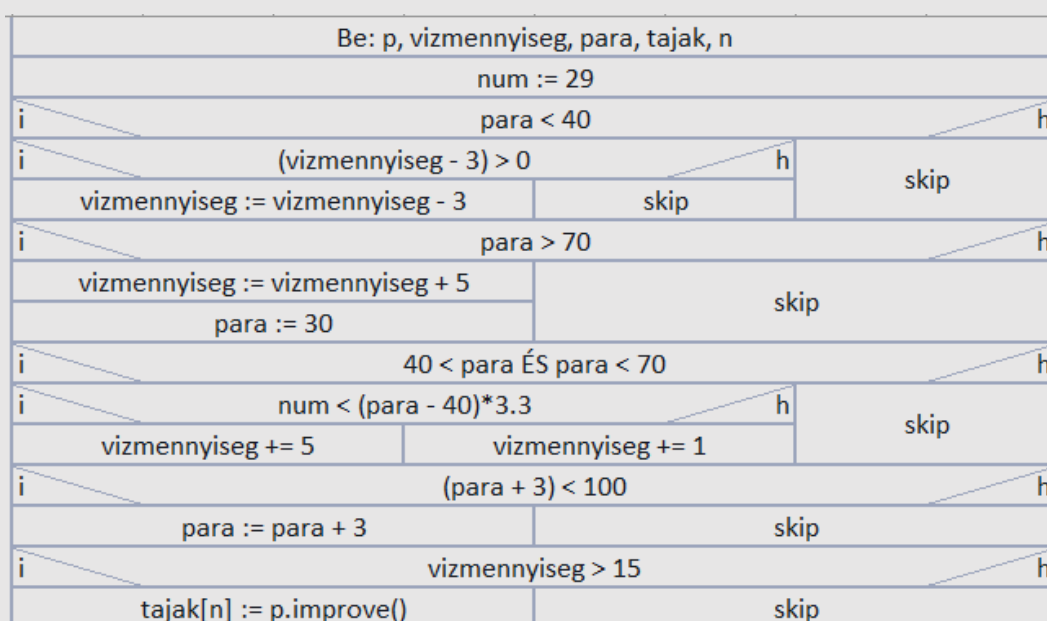 Be: p, vizmennyiseg, para, tajak, n
num := 29
i para < 40 h
i (vizmennyiseg - 3) > 0 h
skip
vizmennyiseg := vizmennyiseg - 3 skip
i para > 70 h
vizmennyiseg := vizmennyiseg + 5
skip
para := 30
i 40 < para ÉS para < 70 h
i num < (para - 40)*3.3 h
skip
vizmennyiseg += 5 vizmennyiseg += 1
i (para + 3) < 100 h
para := para + 3 skip
i vizmennyiseg > 15 h
tajak[n] := p.improve() skip